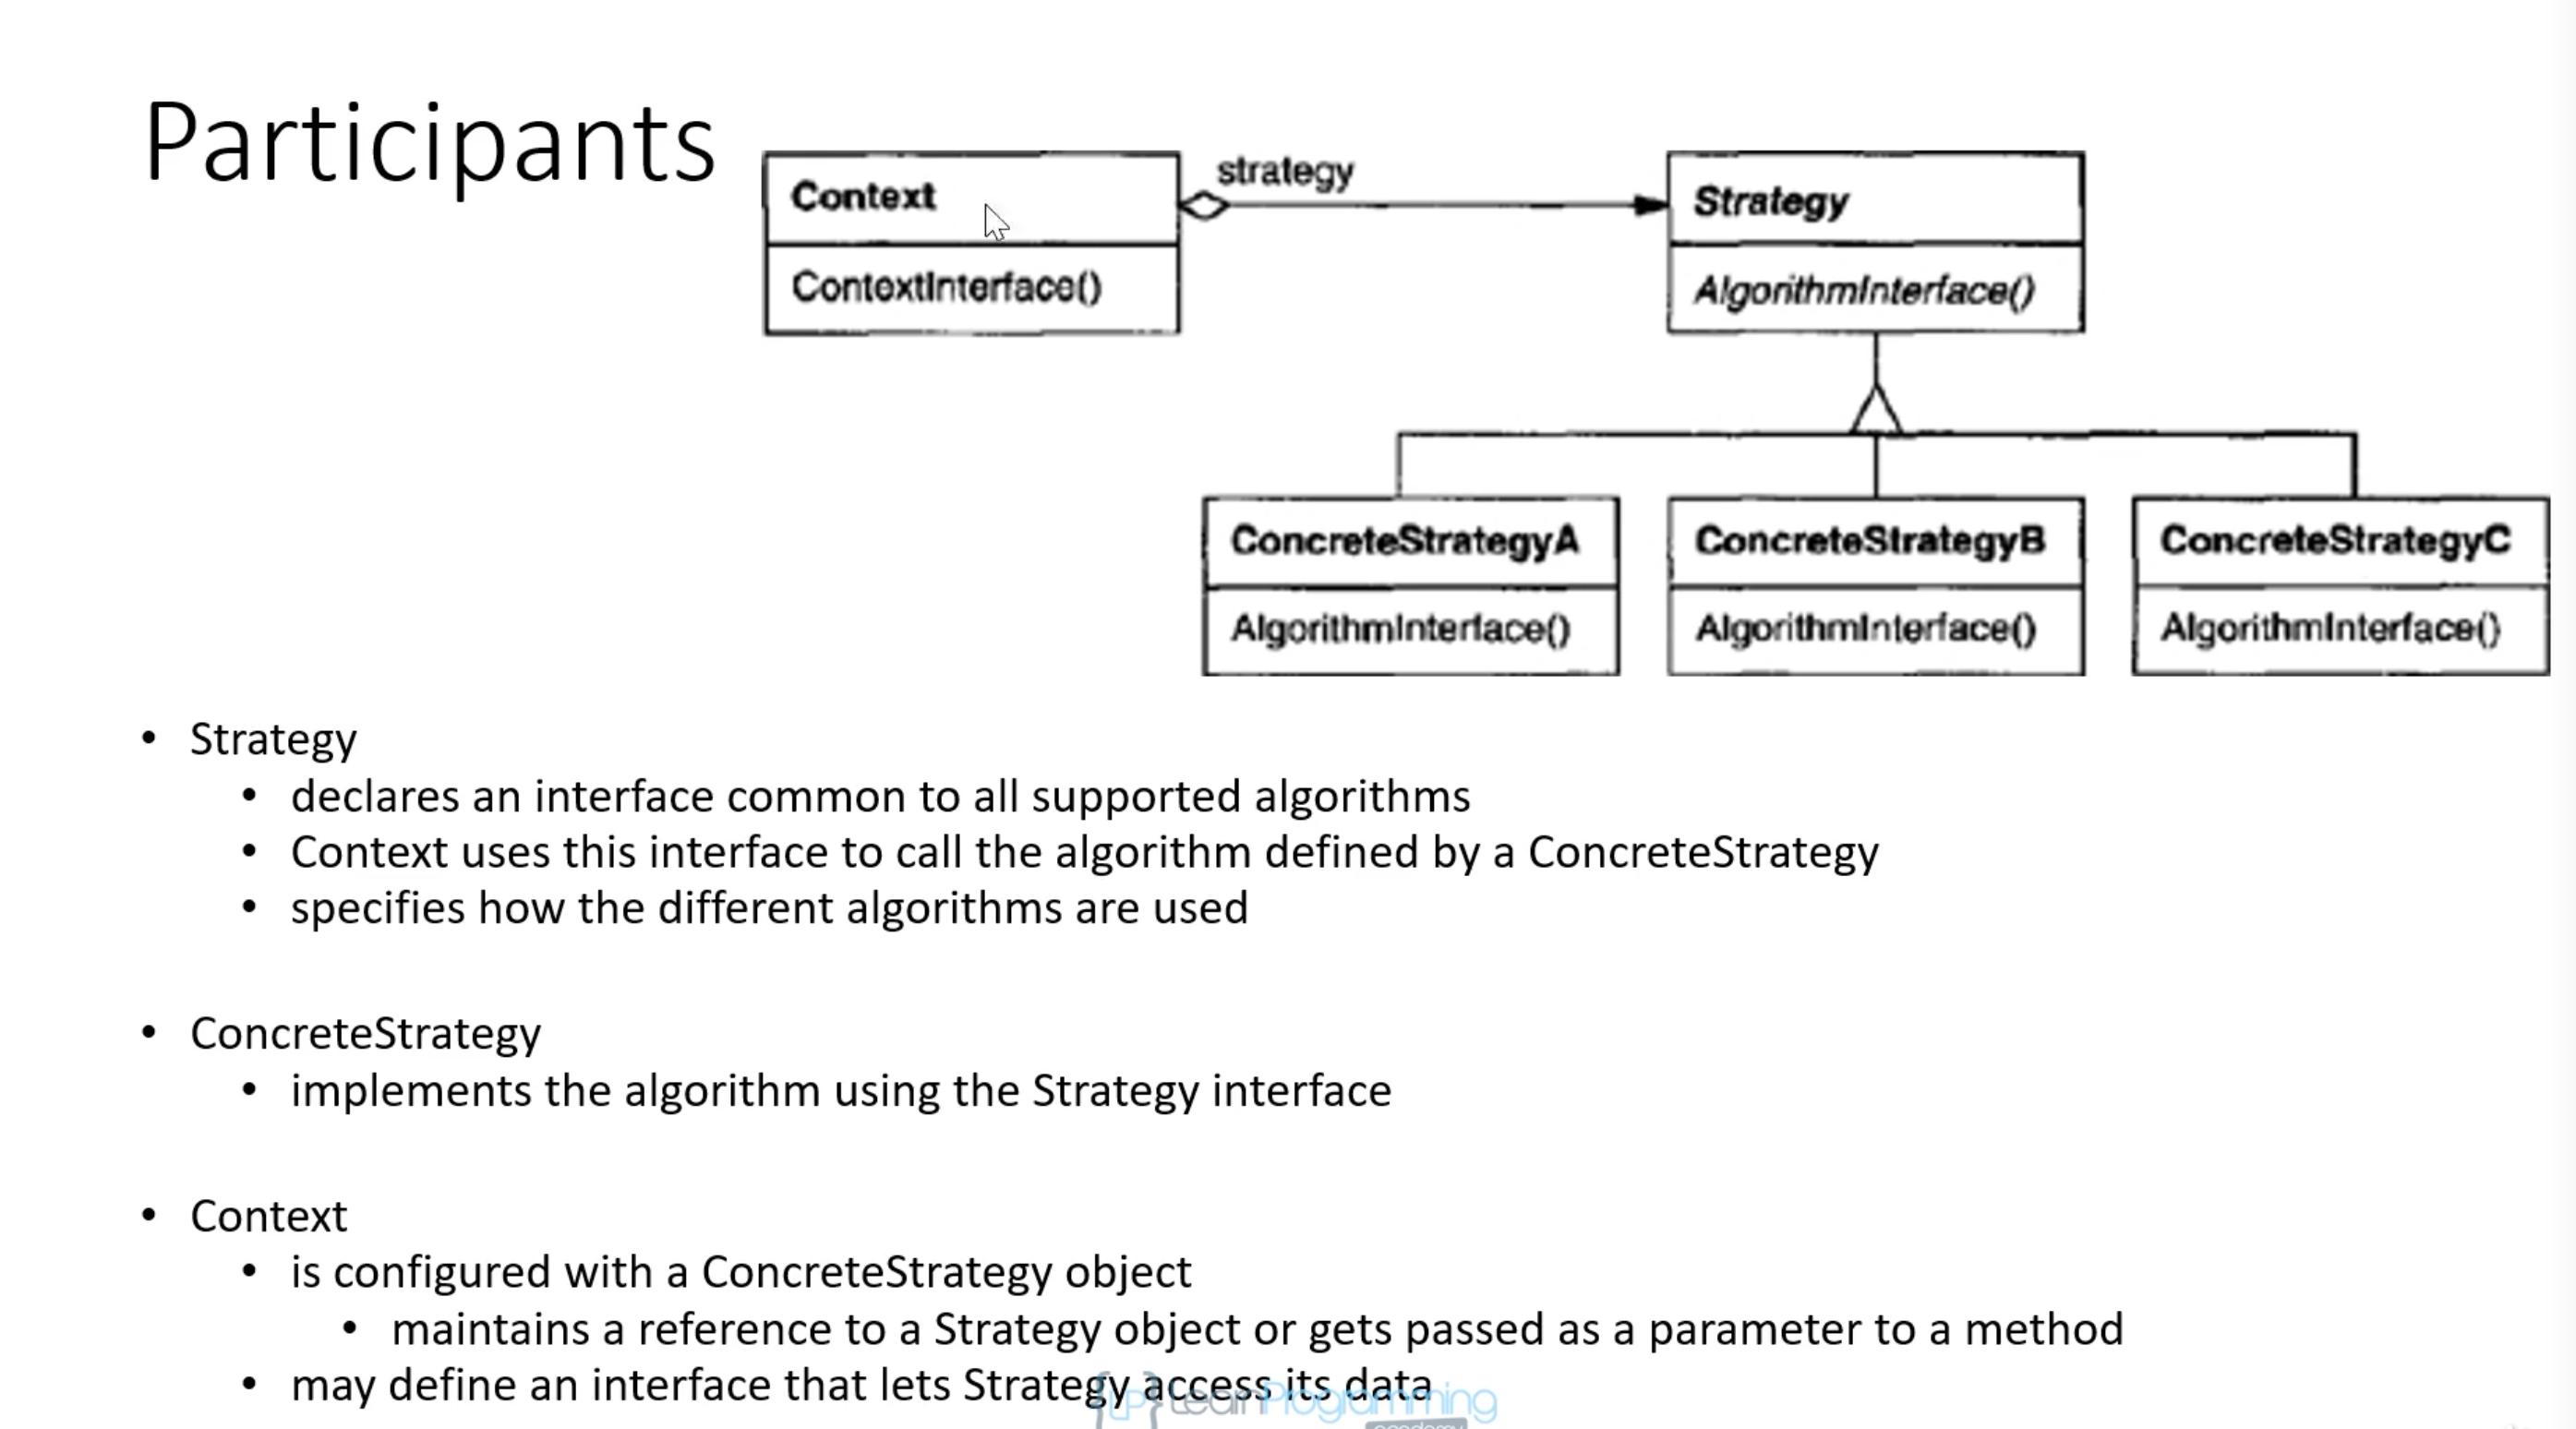 Participants
Context
ContextInterface()
strategy
Strategy
AlgorithmInterface()
ConcreteStrategyA
AlgorithmInterface()
ConcreteStrategyB
AlgorithmInterface()
ConcreteStrategyC
AlgorithmInterface()
• Strategy
• declares an interface common to all supported algorithms
• Context uses this interface to call the algorithm defined by a ConcreteStrategy
• specifies how the different algorithms are used
• ConcreteStrategy
• implements the algorithm using the Strategy interface
• Context
• is configured with a ConcreteStrategy object
• maintains a reference to a Strategy object or gets passed as a parameter to a method
• may define an interface that lets Strategy access its data
{LP} LearnProgramming
academy